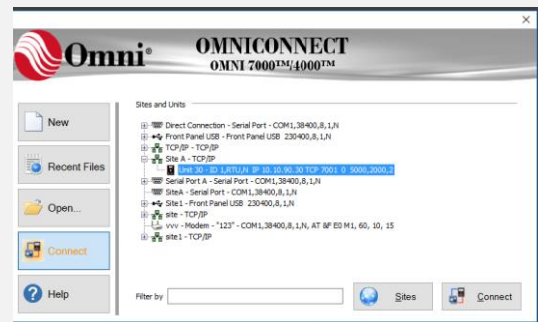 Omni®
OMNICONNECT
OMNI 7000™/4000™
New
Recent Files
Open...
Connect
Help
Sites and Units
Direct Connection - Serial Port - COM1,38400,8,1,N
Front Panel USB - Front Panel USB 230400,8,1,N
TCP/IP - TCP/IP
Site A - TCP/IP
Unit 30 - ID 1,RTU,N IP 10.10.90.30 TCP 7001 0 5000,2000,2
Serial Port A - Serial Port - COM1,38400,8,1,N
SiteA - Serial Port - COM1,38400,8,1,N
Site1 - Front Panel USB 230400,8,1,N
site - TCP/IP
vvv - Modem - "123" - COM1,38400,8,1,N, AT &F E0 M1, 60, 10, 15
site1 - TCP/IP
Filter by
Sites
Connect